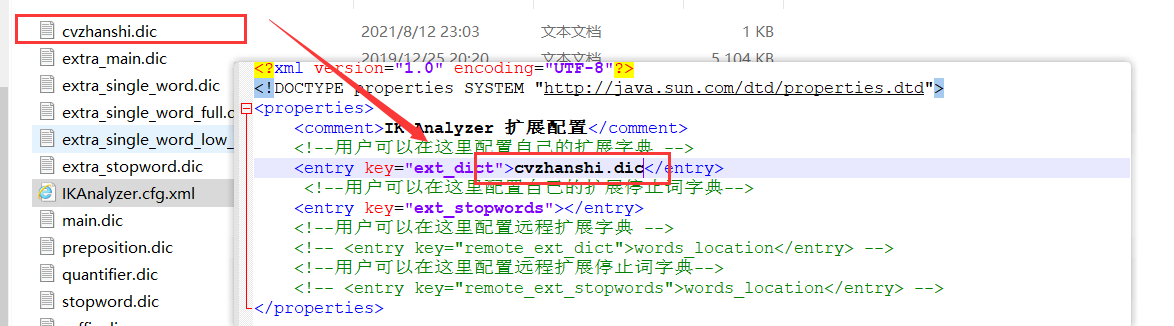 cvzhanshi.dic 2021/8/12 23:03 文本文档 1 KB
extra_main.dic 2019/12/25 20:20 文本文档 5,104 KB
extra_single_word.dic
extra_single_word_full.d
extra_single_word_low_
extra_stopword.dic
IKAnalyzer.cfg.xml
main.dic
preposition.dic
quantifier.dic
stopword.dic
<?xml version="1.0" encoding="UTF-8"?>
<!DOCTYPE properties SYSTEM "http://java.sun.com/dtd/properties.dtd">
<properties>
<comment>IK Analyzer 扩展配置</comment>
<!--用户可以在这里配置自己的扩展字典 -->
<entry key="ext_dict">cvzhanshi.dic</entry>
<!--用户可以在这里配置自己的扩展停止词字典-->
<entry key="ext_stopwords"></entry>
<!--用户可以在这里配置远程扩展字典 -->
<!-- <entry key="remote_ext_dict">words_location</entry> -->
<!--用户可以在这里配置远程扩展停止词字典-->
<!-- <entry key="remote_ext_stopwords">words_location</entry> -->
</properties>